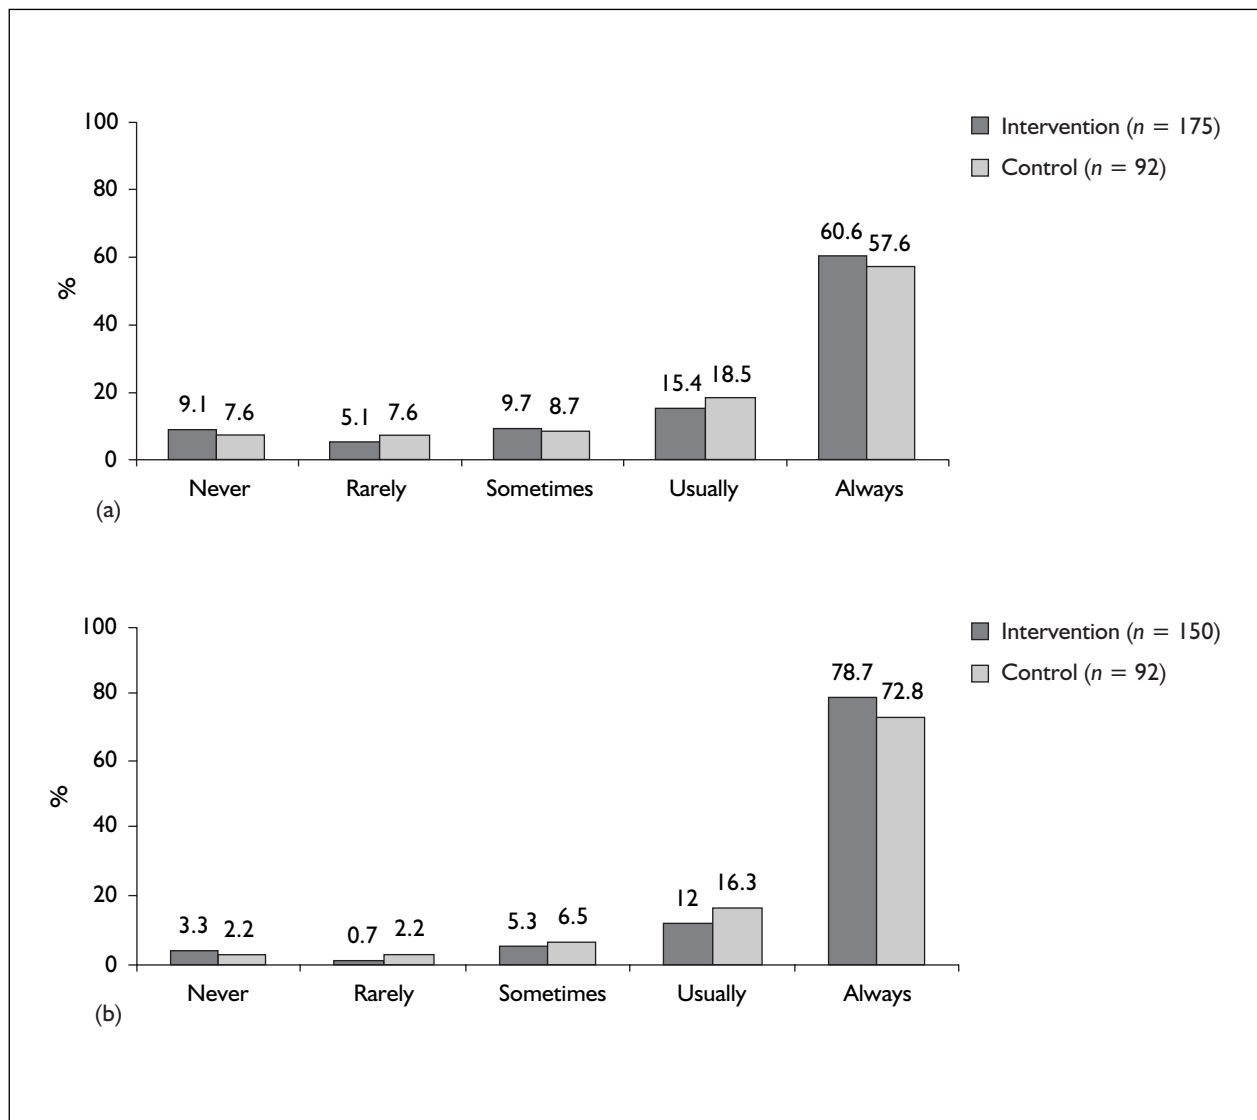 100
80
60
40
20
0
%
Intervention (n = 175)
Control (n = 92)
9.1 7.6 5.1 7.6 9.7 8.7 15.4 18.5 60.6 57.6
Never Rarely Sometimes Usually Always
(a)
100
80
60
40
20
0
%
Intervention (n = 150)
Control (n = 92)
3.3 2.2 0.7 2.2 5.3 6.5 12 16.3 78.7 72.8
Never Rarely Sometimes Usually Always
(b)